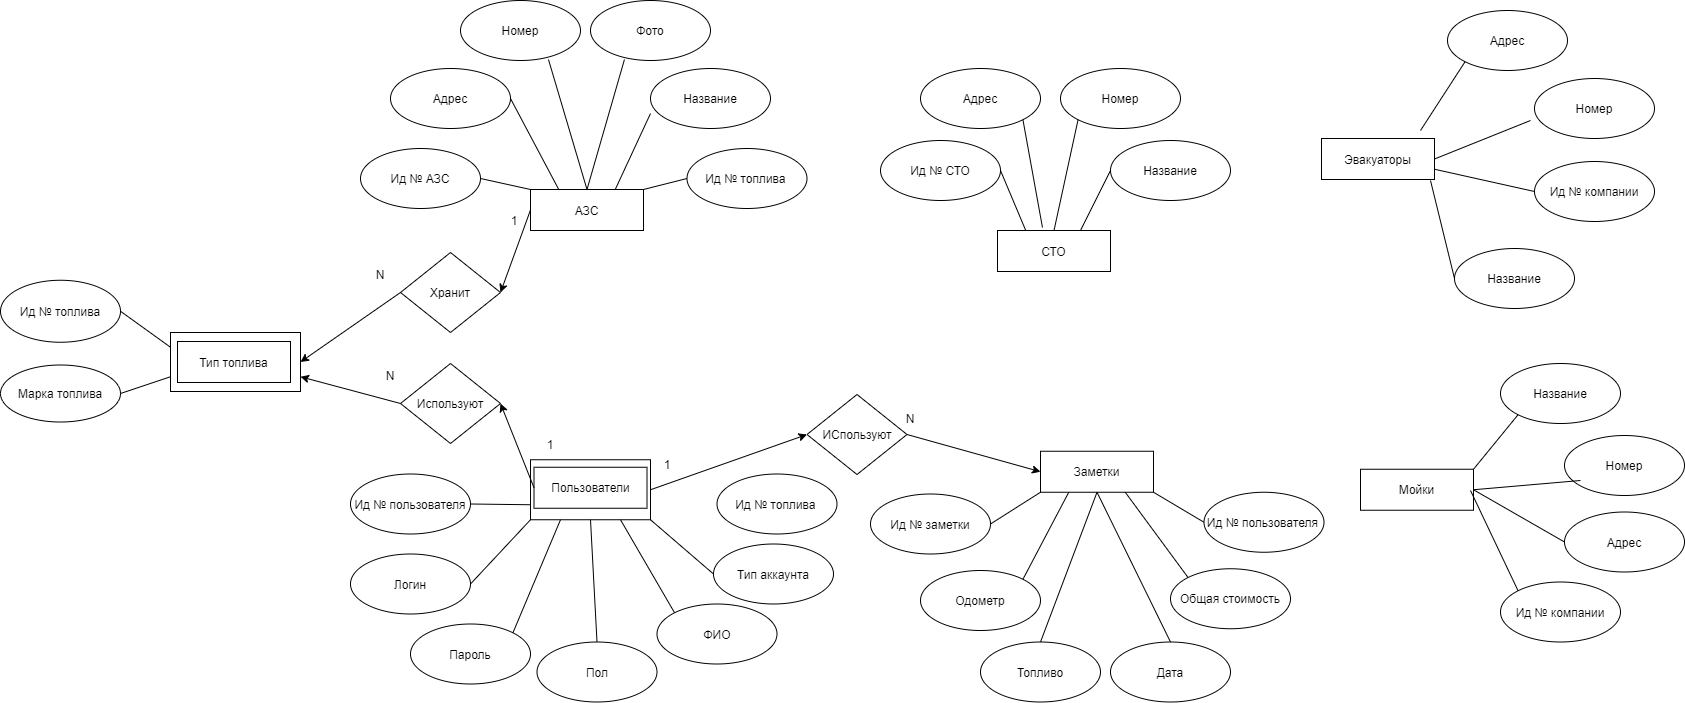 Номер
Фото
Адрес
Название
Ид № АЗС
Ид № топлива
АЗС
1
Хранит
N
Ид № топлива
Тип топлива
Марка топлива
N
Используют
1
Пользователи
1
Ид № пользователя
Логин
Пароль
Пол
ФИО
Тип аккаунта
Ид № топлива
ИСпользуют
N
Заметки
Ид № заметки
Одометр
Топливо
Дата
Общая стоимость
Ид № пользователя
Адрес
Номер
Ид № СТО
Название
СТО
Адрес
Номер
Эвакуаторы
Ид № компании
Название
Название
Номер
Мойки
Адрес
Ид № компании